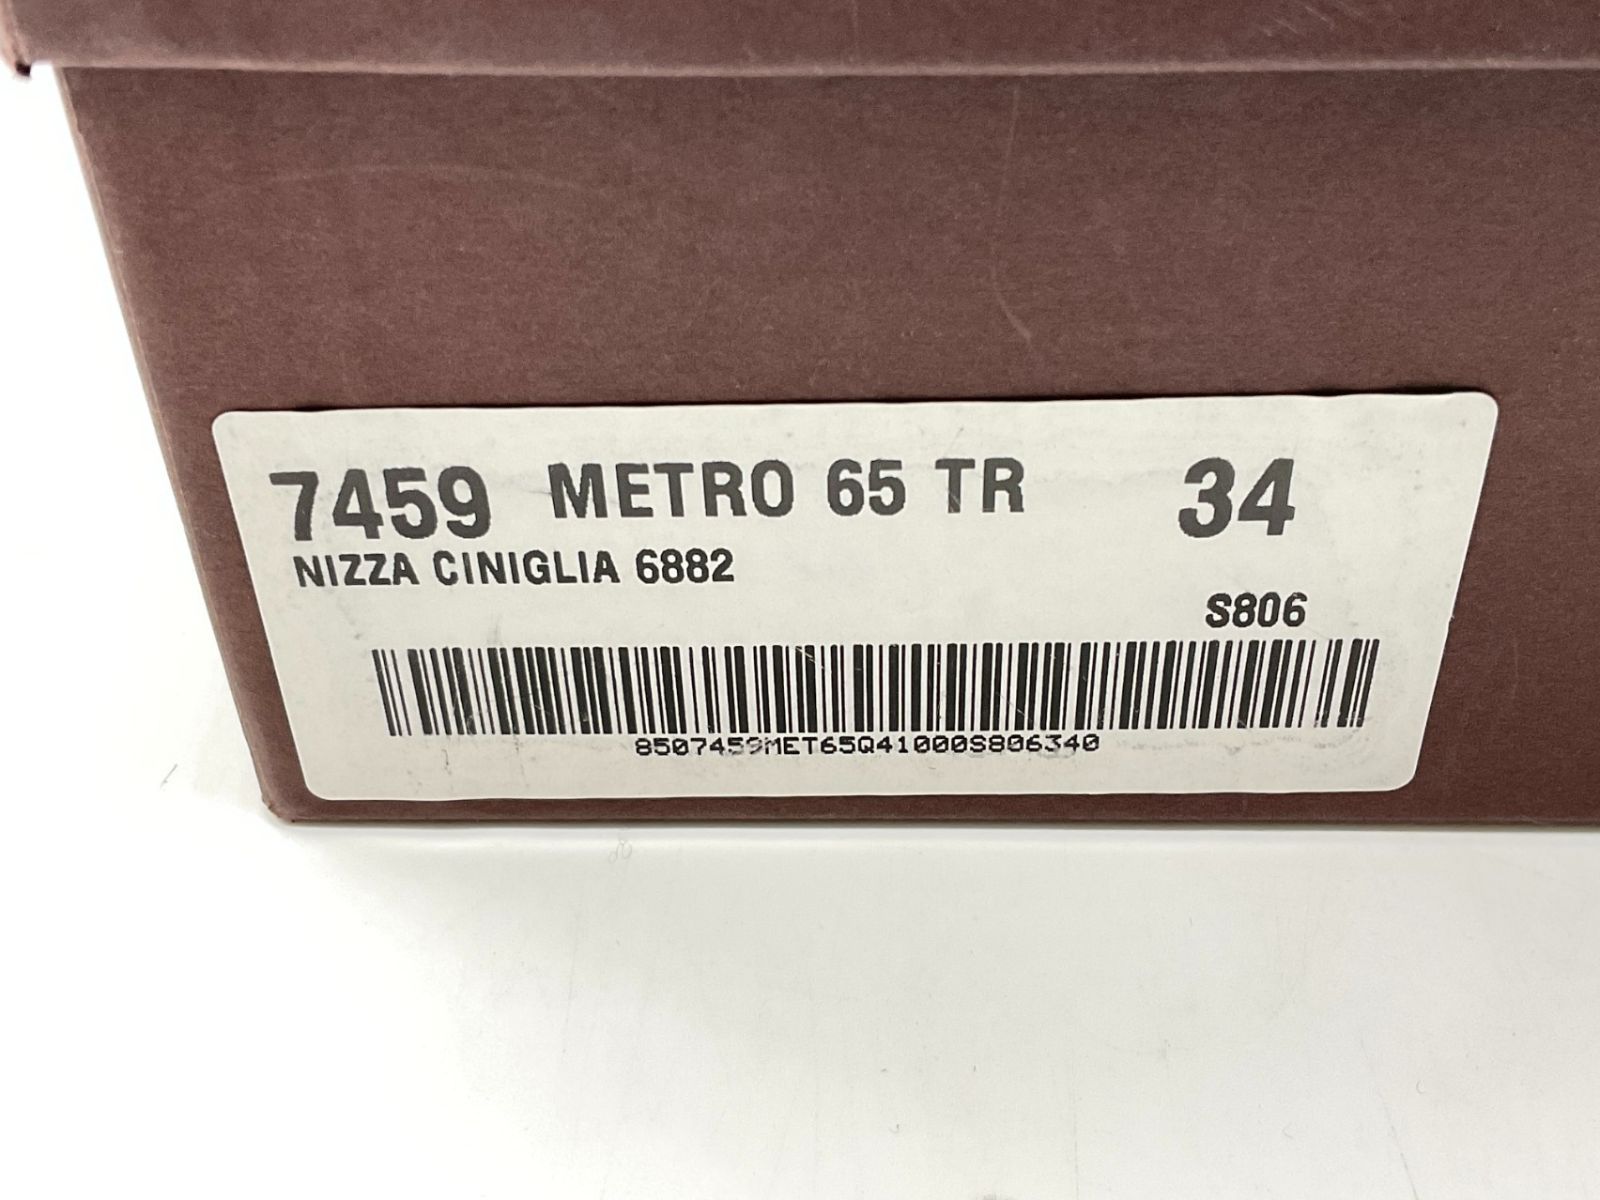 7459 METRO 65 TR 34
NIZZA CINIGLIA 6882
S806
8507459MET65Q41000S806340